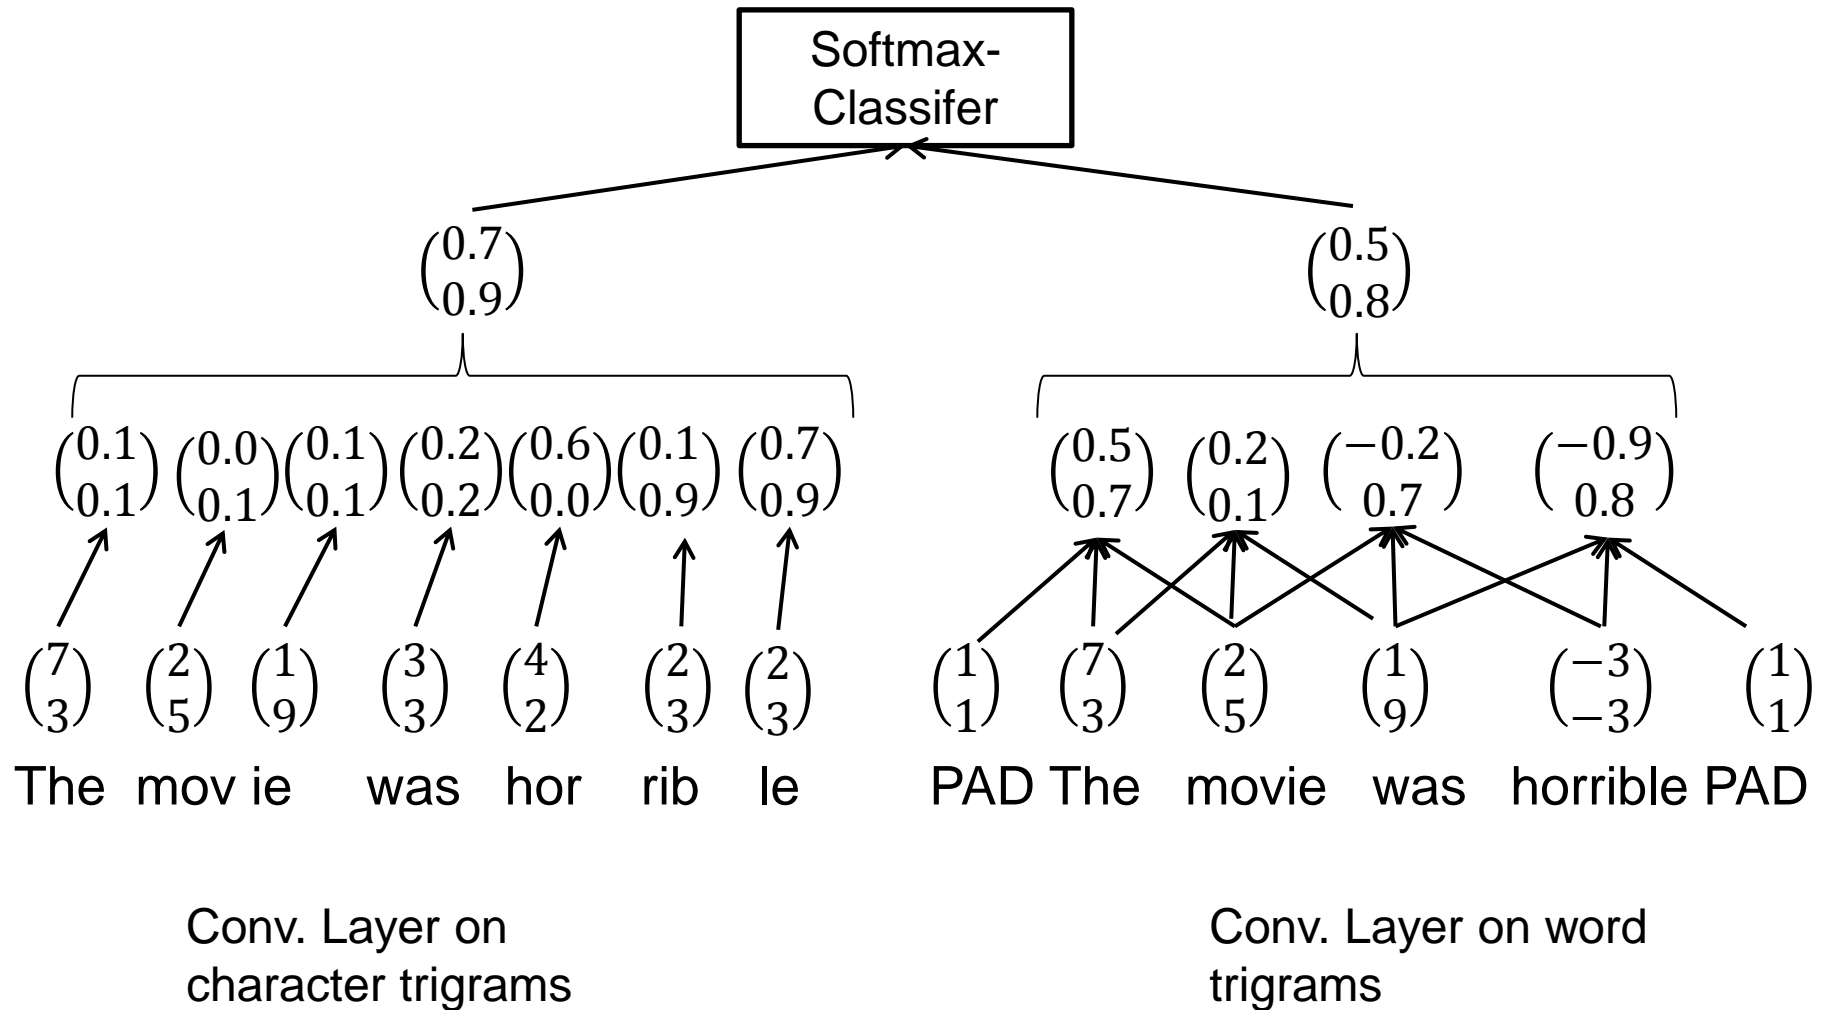 Softmax-
Classifer
(0.7 0.9) (0.5 0.8)
(0.1 0.1) (0.0 0.1) (0.1 0.1) (0.2 0.2) (0.6 0.0) (0.1 0.9) (0.7 0.9) (0.5 0.7) (0.2 0.1) (−0.2 0.7) (−0.9 0.8)
(7 3) (2 5) (1 9) (3 3) (4 2) (2 3) (2 3) (1 1) (7 3) (2 5) (1 9) (−3 −3) (1 1)
The mov ie was hor rib le PAD The movie was horrible PAD
Conv. Layer on
character trigrams
Conv. Layer on word
trigrams